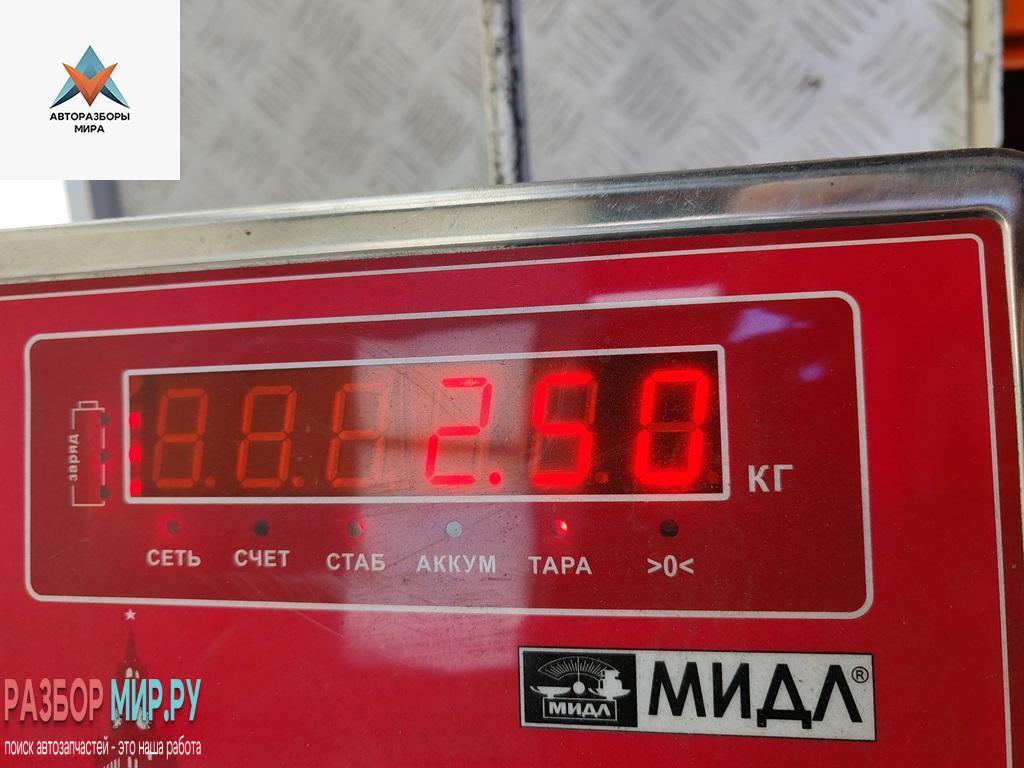 АВТОРАЗБОРЫ
МИРА
заряд
2.50
КГ
СЕТЬ СЧЕТ СТАБ АККУМ ТАРА >0<
МИДЛ МИДЛ®
РАЗБОР МИР.РУ
поиск автозапчастей - это наша работа